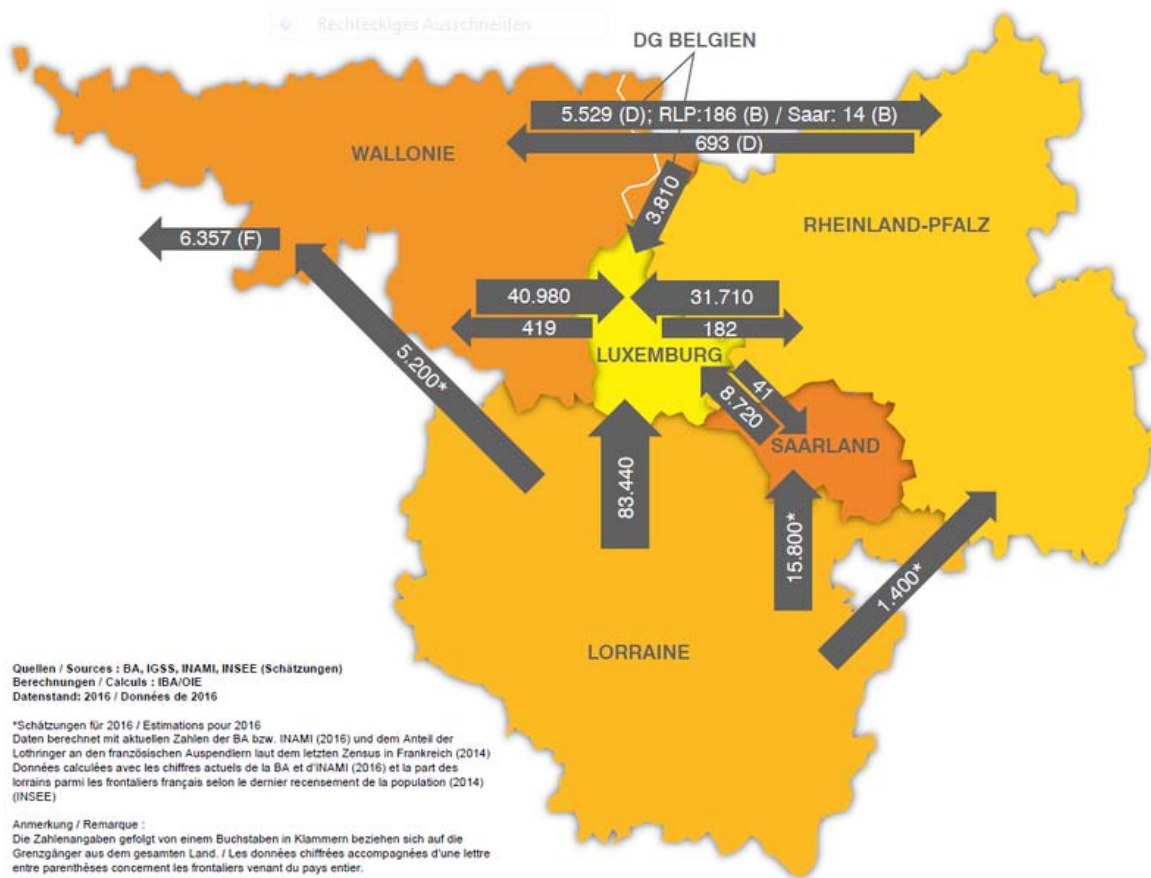 Rechteckiges Ausschneiden
DG BELGIEN
5.529 (D); RLP:186 (B) / Saar: 14 (B)
693 (D)
WALLONIE
3.810
RHEINLAND-PFALZ
6.357 (F)
40.980
31.710
419
182
LUXEMBURG
5.200*
41
8.720
SAARLAND
83.440
15.800*
1.400*
LORRAINE
Quellen / Sources : BA, IGSS, INAMI, INSEE (Schätzungen)
Berechnungen / Calculs : IBA/OIE
Datenstand: 2016 / Données de 2016
*Schätzungen für 2016 / Estimations pour 2016
Daten berechnet mit aktuellen Zahlen der BA bzw. INAMI (2016) und dem Anteil der
Lothringer an den französischen Auspendlern laut dem letzten Zensus in Frankreich (2014)
Données calculées avec les chiffres actuels de la BA et d'INAMI (2016) et la part des
lorrains parmi les frontaliers français selon le dernier recensement de la population (2014)
(INSEE)
Anmerkung / Remarque :
Die Zahlenangaben gefolgt von einem Buchstaben in Klammern beziehen sich auf die
Grenzgänger aus dem gesamten Land. / Les données chiffrées accompagnées d'une lettre
entre parenthèses concernent les frontaliers venant du pays entier.